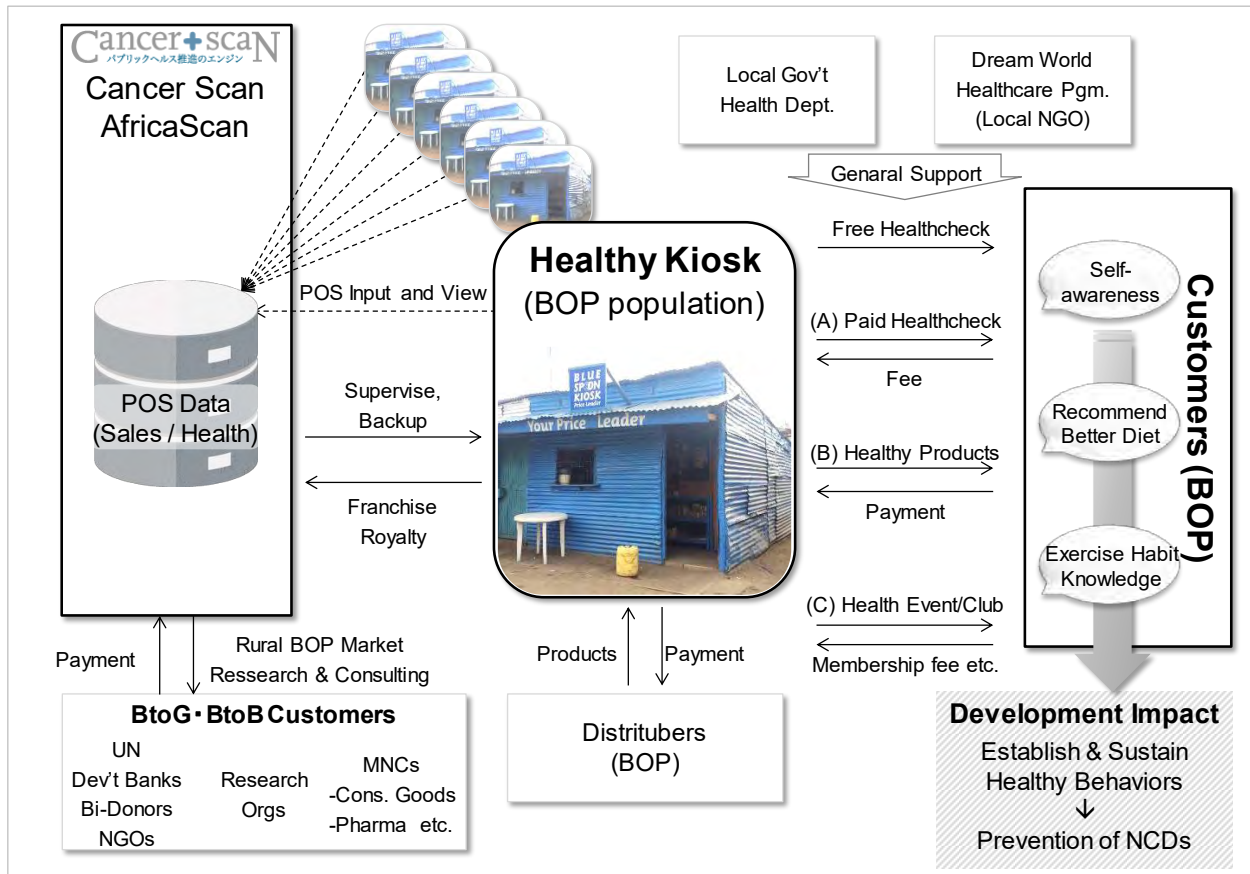 Cancer+scaN
パブリックヘルス推進のエンジン
Cancer Scan
AfricaScan
POS Data
(Sales / Health)
POS Input and View
Supervise,
Backup
Franchise
Royalty
Healthy Kiosk
(BOP population)
BLUE
SPOON
KIOSK
Price Leader
Your Price Leader
Local Gov't
Health Dept.
Dream World
Healthcare Pgm.
(Local NGO)
Genaral Support
Free Healthcheck
(A) Paid Healthcheck
Fee
(B) Healthy Products
Payment
(C) Health Event/Club
Membership fee etc.
Customers (BOP)
Self-
awareness
Recommend
Better Diet
Exercise Habit
Knowledge
Payment
Rural BOP Market
Ressearch & Consulting
BtoG・BtoB Customers
UN
Dev't Banks
Bi-Donors
NGOs
Research
Orgs
MNCs
-Cons. Goods
-Pharma etc.
Products
Payment
Distritubers
(BOP)
Development Impact
Establish & Sustain
Healthy Behaviors
↓
Prevention of NCDs